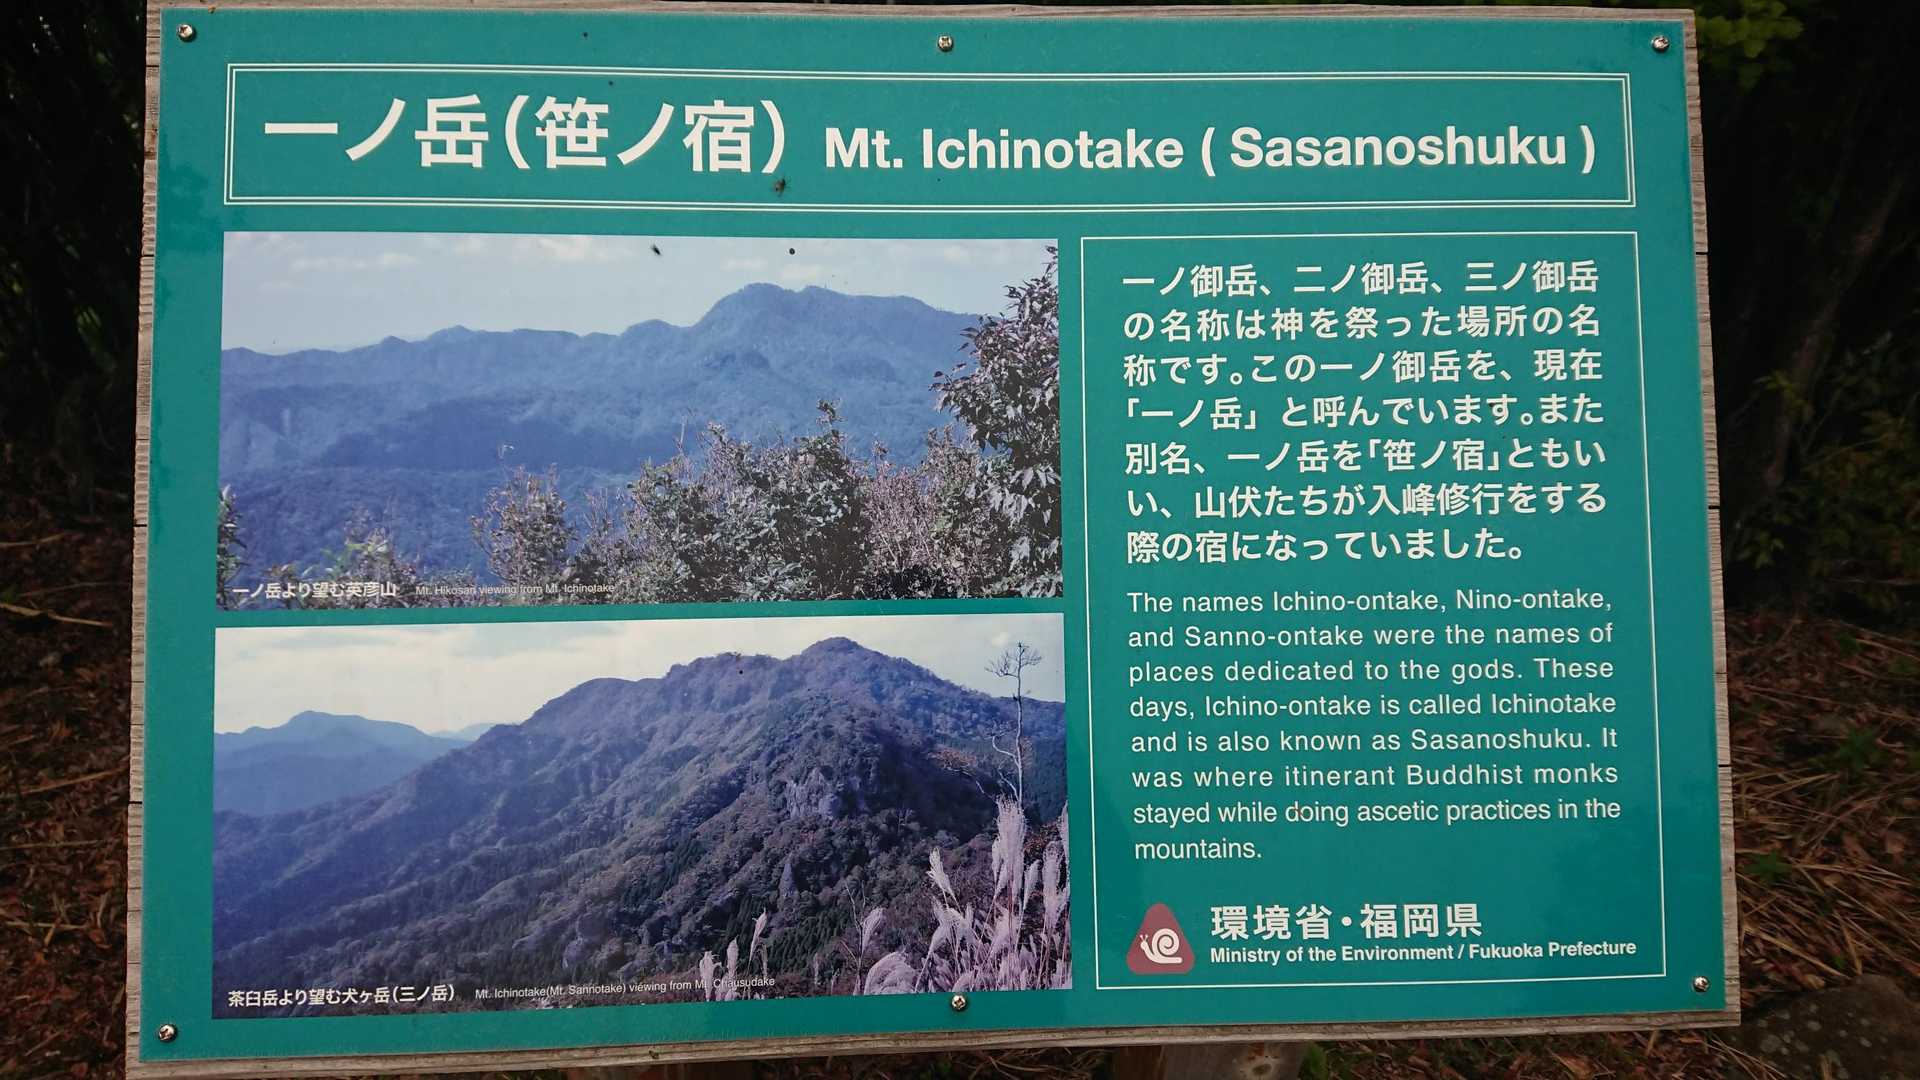 一ノ岳(笹ノ宿) Mt. Ichinotake ( Sasanoshuku )
一ノ岳より望む英彦山 Mt. Hikosan viewing from Mt. Ichinotake
茶臼岳より望む犬ヶ岳(三ノ岳) Mt. Ichinotake(Mt. Sannotake) viewing from Mt. Chausudake
一ノ御岳、二ノ御岳、三ノ御岳
の名称は神を祭った場所の名
称です。この一ノ御岳を、現在
「一ノ岳」と呼んでいます。また
別名、一ノ岳を「笹ノ宿」ともい
い、山伏たちが入峰修行をする
際の宿になっていました。
The names Ichino-ontake, Nino-ontake,
and Sanno-ontake were the names of
places dedicated to the gods. These
days, Ichino-ontake is called Ichinotake
and is also known as Sasanoshuku. It
was where itinerant Buddhist monks
stayed while doing ascetic practices in the
mountains.
環境省・福岡県
Ministry of the Environment / Fukuoka Prefecture